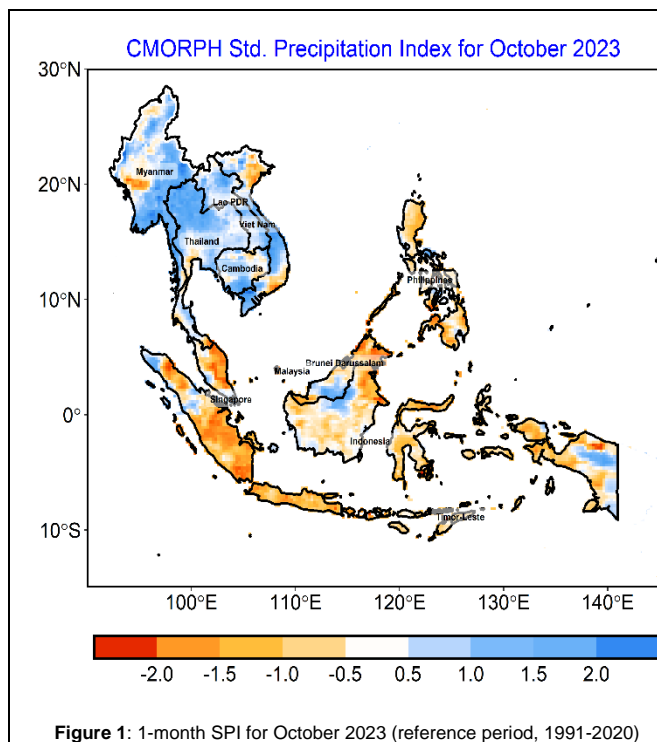 CMORPH Std. Precipitation Index for October 2023
30°N
20°N
10°N
0°
10°S
Myanmar
Lao PDR
Viet Nam
Thailand
Cambodia
Philippines
Brunei Darussalam
Malaysia
Singapore
Indonesia
Timor-Leste
100°E 110°E 120°E 130°E 140°E
-2.0 -1.5 -1.0 -0.5 0.5 1.0 1.5 2.0
Figure 1: 1-month SPI for October 2023 (reference period, 1991-2020)